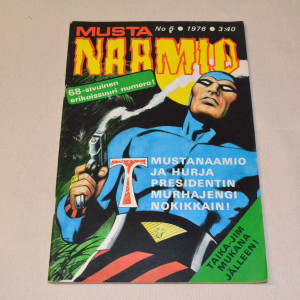 MUSTA
No 5 • 1976 • 3:40
NAAMIO
68-sivuinen
erikoissuuri numero!
MUSTANAAMIO
JA HURJA
PRESIDENTIN
MURHAJENGI
NOKIKKAIN!
TAIKA-JIM
MUKANA
JÄLLEEN!